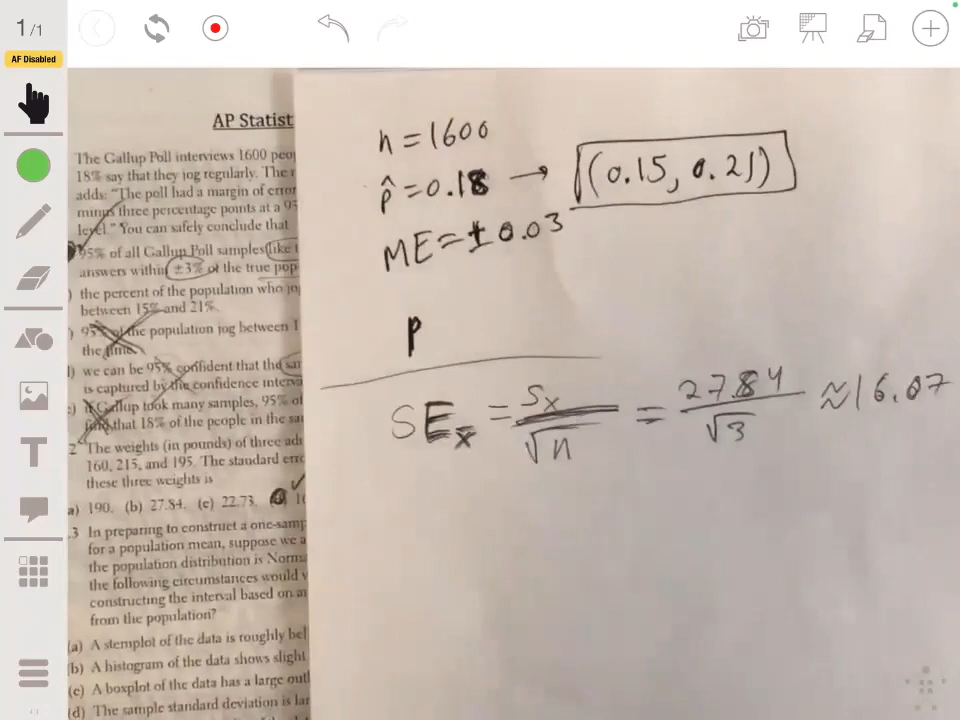 1/1
AF Disabled
T
AP Statist
The Gallup Poll interviews 1600 peo
18% say that they jog regularly. The
adds: "The poll had a margin of error
minus three percentage points at a 95
level." You can safely conclude that
95% of all Gallup Poll samples like
answers within ±3% of the true pop
) the percent of the population who jo
between 15% and 21%.
) 95% of the population jog between 1
the time.
) we can be 95% confident that the sa
is captured by the confidence interva
) if Gallup took many samples, 95% of
find that 18% of the people in the sa
2 The weights (in pounds) of three ad
160, 215, and 195. The standard erro
these three weights is
a) 190. (b) 27.84. (c) 22.73.
.3 In preparing to construct a one-samp
for a population mean, suppose we a
the population distribution is Norma
the following circumstances would
constructing the interval based on a
from the population?
(a) A stemplot of the data is roughly bel
(b) A histogram of the data shows slight
(c) A boxplot of the data has a large out
(d) The sample standard deviation is lar
n = 1600
p̂ = 0.18 → (0.15, 0.21)
ME = ±0.03
P
SEx̄ = Sx/√n = 27.84/√3 ≈ 16.07